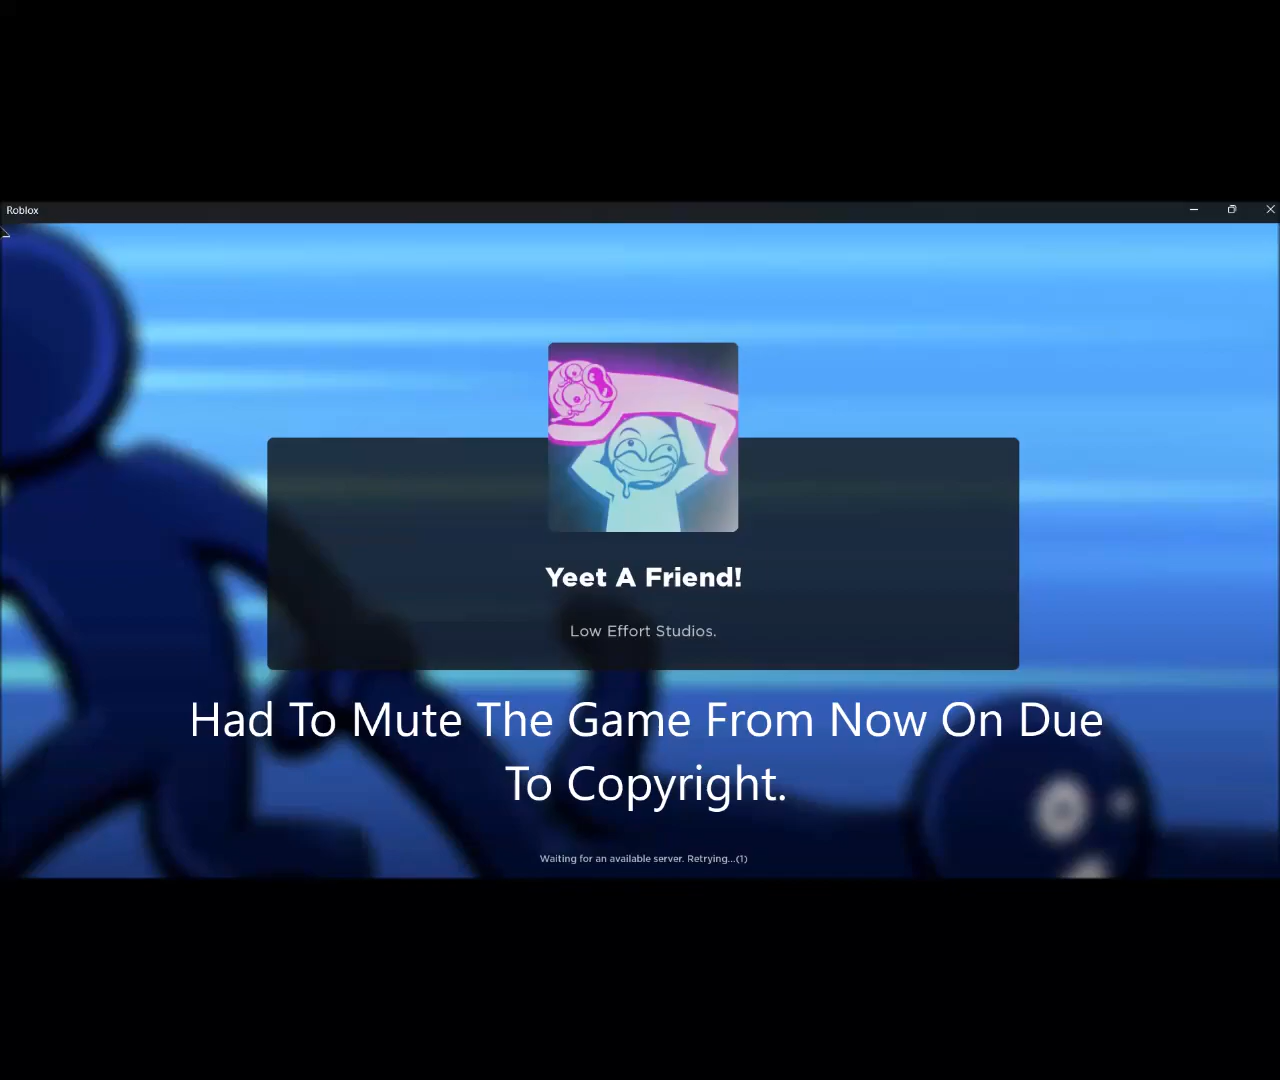 Roblox
Yeet A Friend!
Low Effort Studios.
Had To Mute The Game From Now On Due
To Copyright.
Waiting for an available server. Retrying...(1)